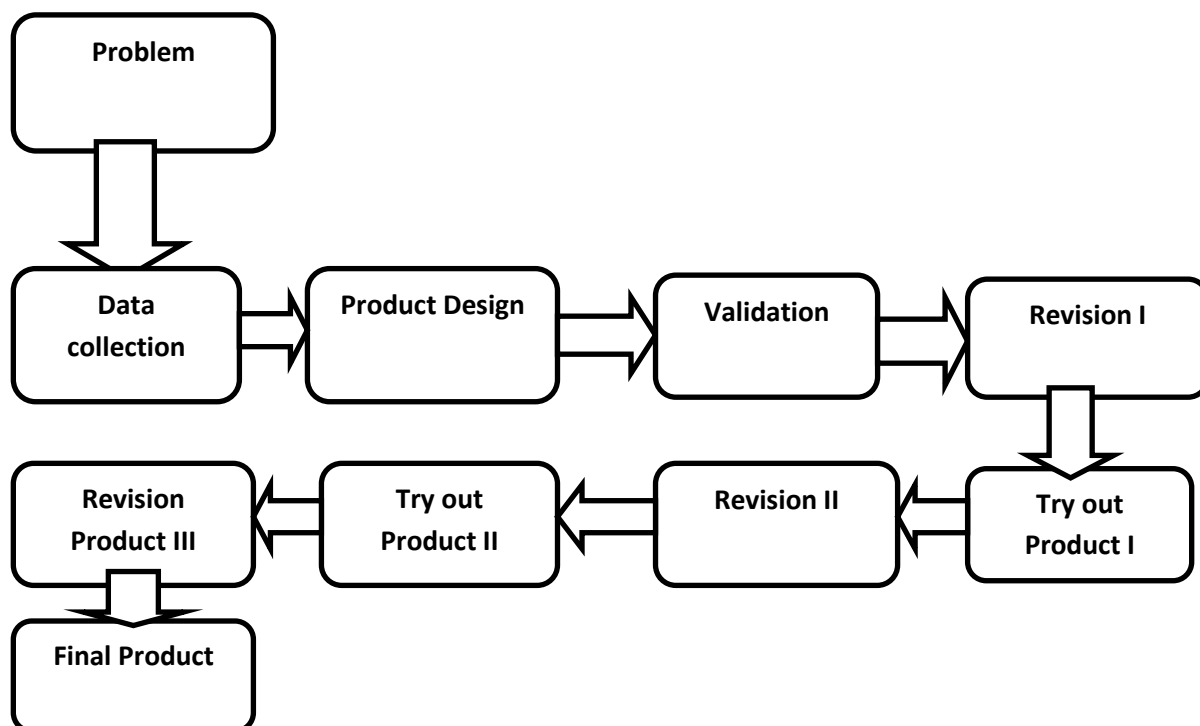 Problem
Data
collection
Product Design
Validation
Revision I
Try out
Product I
Revision II
Try out
Product II
Revision
Product III
Final Product